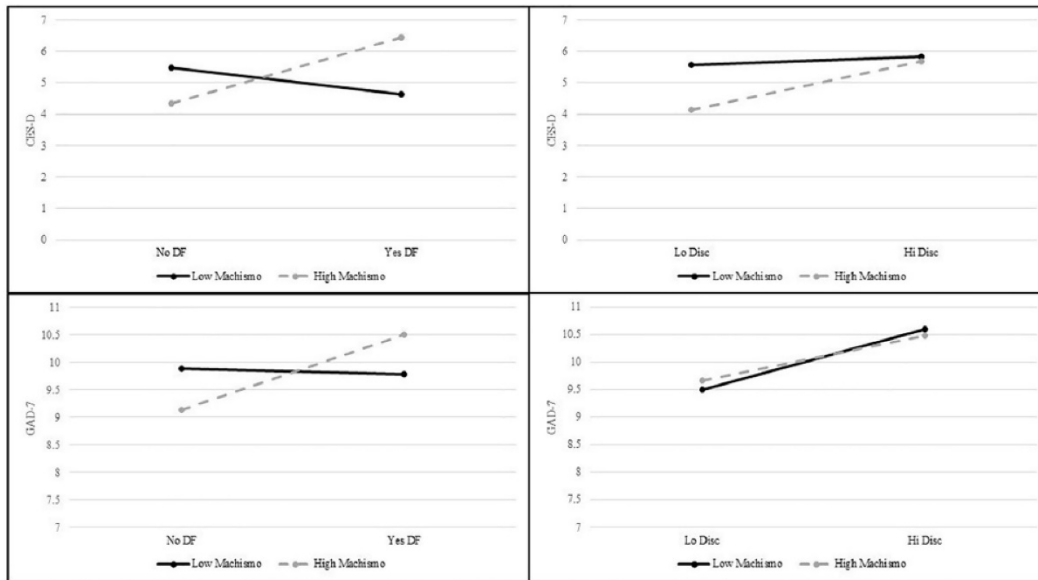 7
6
5
4
3
2
1
0
CES-D
No DF Yes DF
Low Machismo High Machismo
7
6
5
4
3
2
1
0
CES-D
Lo Disc Hi Disc
Low Machismo High Machismo
11
10.5
10
9.5
9
8.5
8
7.5
7
GAD-7
No DF Yes DF
Low Machismo High Machismo
11
10.5
10
9.5
9
8.5
8
7.5
7
GAD-7
Lo Disc Hi Disc
Low Machismo High Machismo